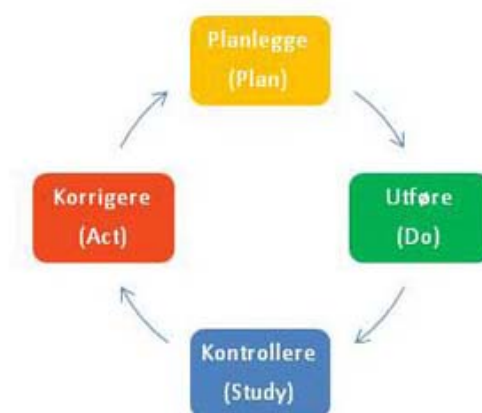 Planlegge
(Plan)
Utføre
(Do)
Kontrollere
(Study)
Korrigere
(Act)